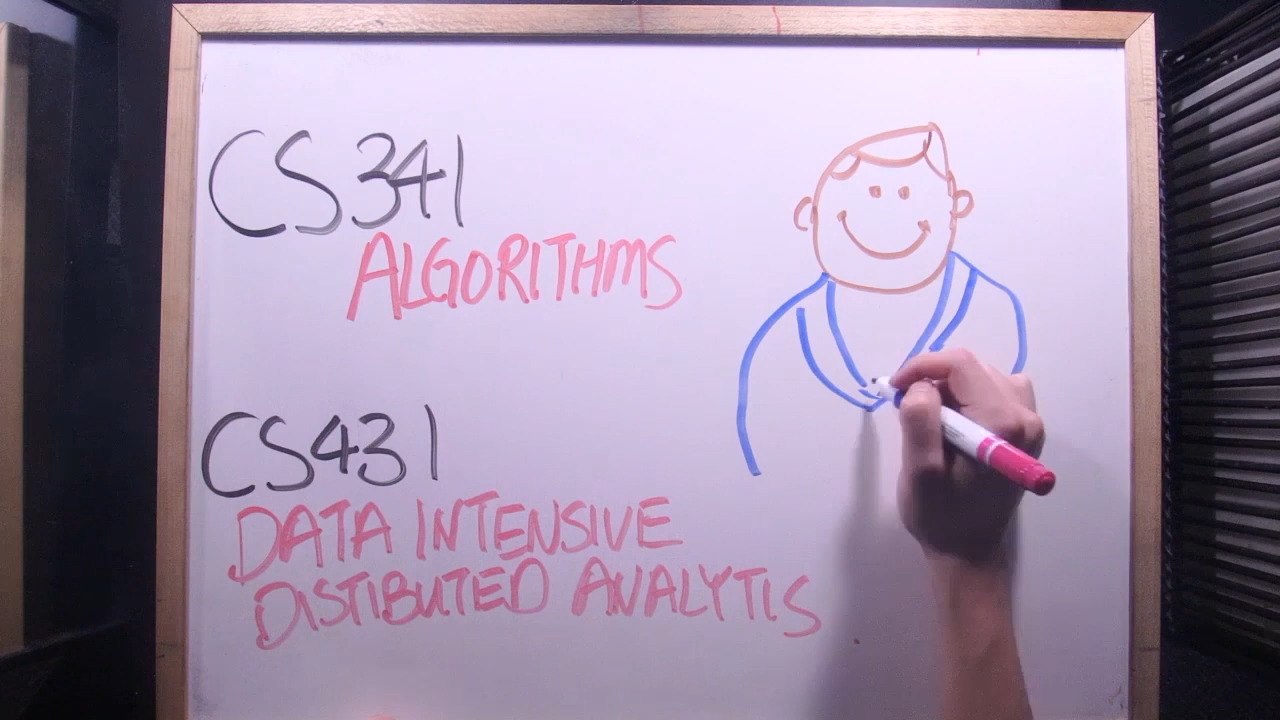 CS341
ALGORITHMS
CS431
DATA INTENSIVE
DISTIBUTED ANALYTIS